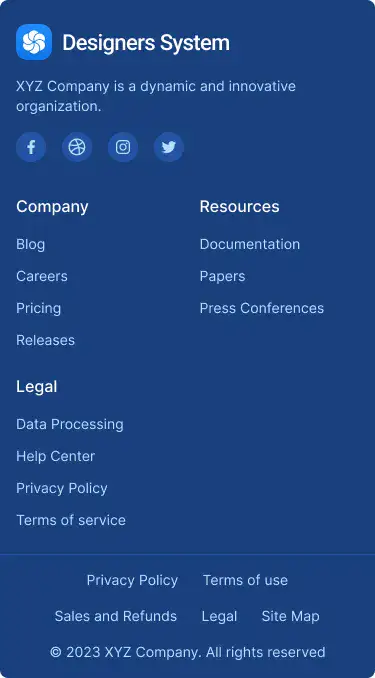 Designers System
XYZ Company is a dynamic and innovative
organization.
Company
Blog
Careers
Pricing
Releases
Resources
Documentation
Papers
Press Conferences
Legal
Data Processing
Help Center
Privacy Policy
Terms of service
Privacy Policy Terms of use
Sales and Refunds Legal Site Map
© 2023 XYZ Company. All rights reserved